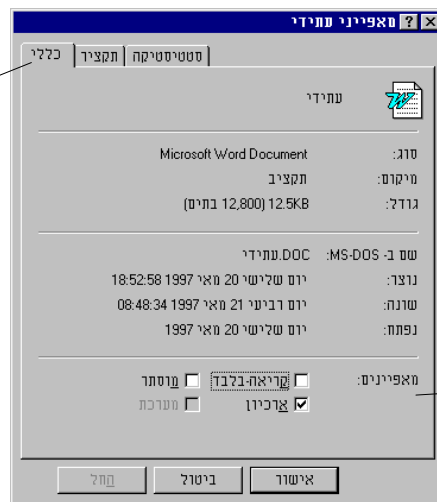 מאפייני עתידי
כללי תקציר סטטיסטיקה
עתידי
סוג: Microsoft Word Document
מיקום: תקציב
גודל: 12.5KB (12,800 בתים)
שם ב- MS-DOS: עתידי.DOC
נוצר: יום שלישי 20 מאי 1997 18:52:58
שונה: יום רביעי 21 מאי 1997 08:48:34
נפתח: יום שלישי 20 מאי 1997
מאפיינים: קריאה-בלבד מוסתר
ארכיון מערכת
אישור ביטול החל